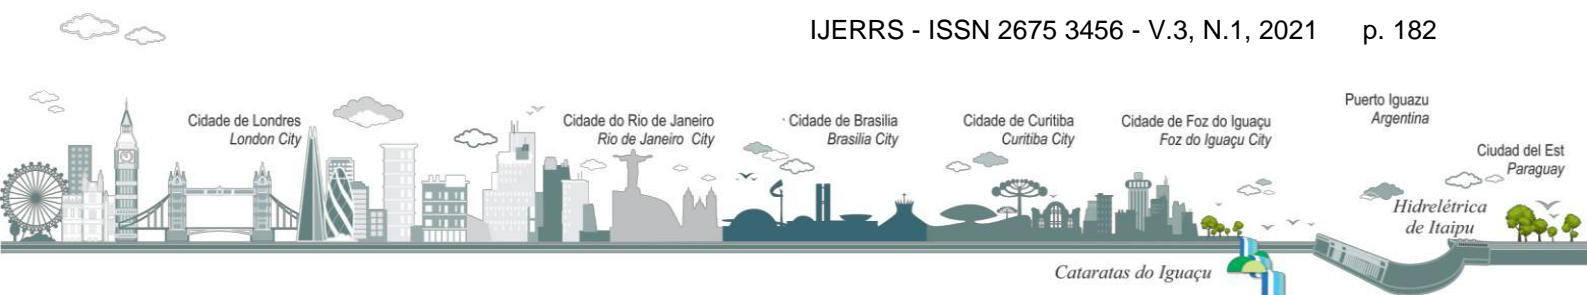 IJERRS - ISSN 2675 3456 - V.3, N.1, 2021 p. 182
Cidade de Londres
London City
Cidade do Rio de Janeiro
Rio de Janeiro City
Cidade de Brasilia
Brasilia City
Cidade de Curitiba
Curitiba City
Cidade de Foz do Iguaçu
Foz do Iguaçu City
Puerto Iguazu
Argentina
Ciudad del Est
Paraguay
Hidrelétrica
de Itaipu
Cataratas do Iguaçu